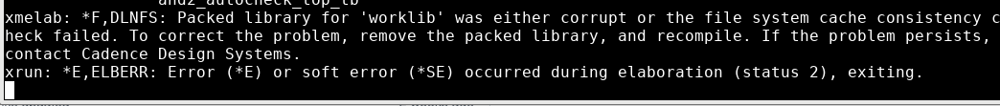 and2_autocheck_top_tb
xmelab: *F,DLNFS: Packed library for 'worklib' was either corrupt or the file system cache consistency c
heck failed. To correct the problem, remove the packed library, and recompile. If the problem persists,
contact Cadence Design Systems.
xrun: *E,ELBERR: Error (*E) or soft error (*SE) occurred during elaboration (status 2), exiting.